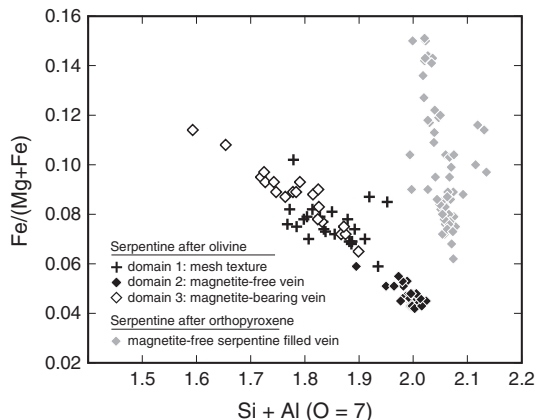 0.16
0.14
0.12
0.10
0.08
0.06
0.04
0.02
Fe/(Mg+Fe)
Serpentine after olivine
domain 1: mesh texture
domain 2: magnetite-free vein
domain 3: magnetite-bearing vein
Serpentine after orthopyroxene
magnetite-free serpentine filled vein
1.5 1.6 1.7 1.8 1.9 2.0 2.1 2.2
Si + Al (O = 7)